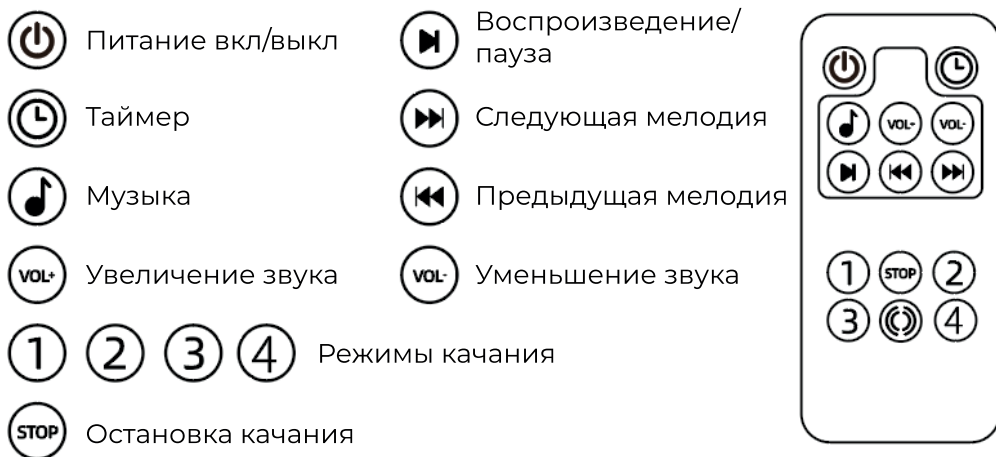 Питание вкл/выкл
Воспроизведение/
пауза
Таймер
Следующая мелодия
Музыка
Предыдущая мелодия
VOL+ Увеличение звука
VOL- Уменьшение звука
1 2 3 4 Режимы качания
STOP Остановка качания
VOL+ VOL-
1 STOP 2
3 4